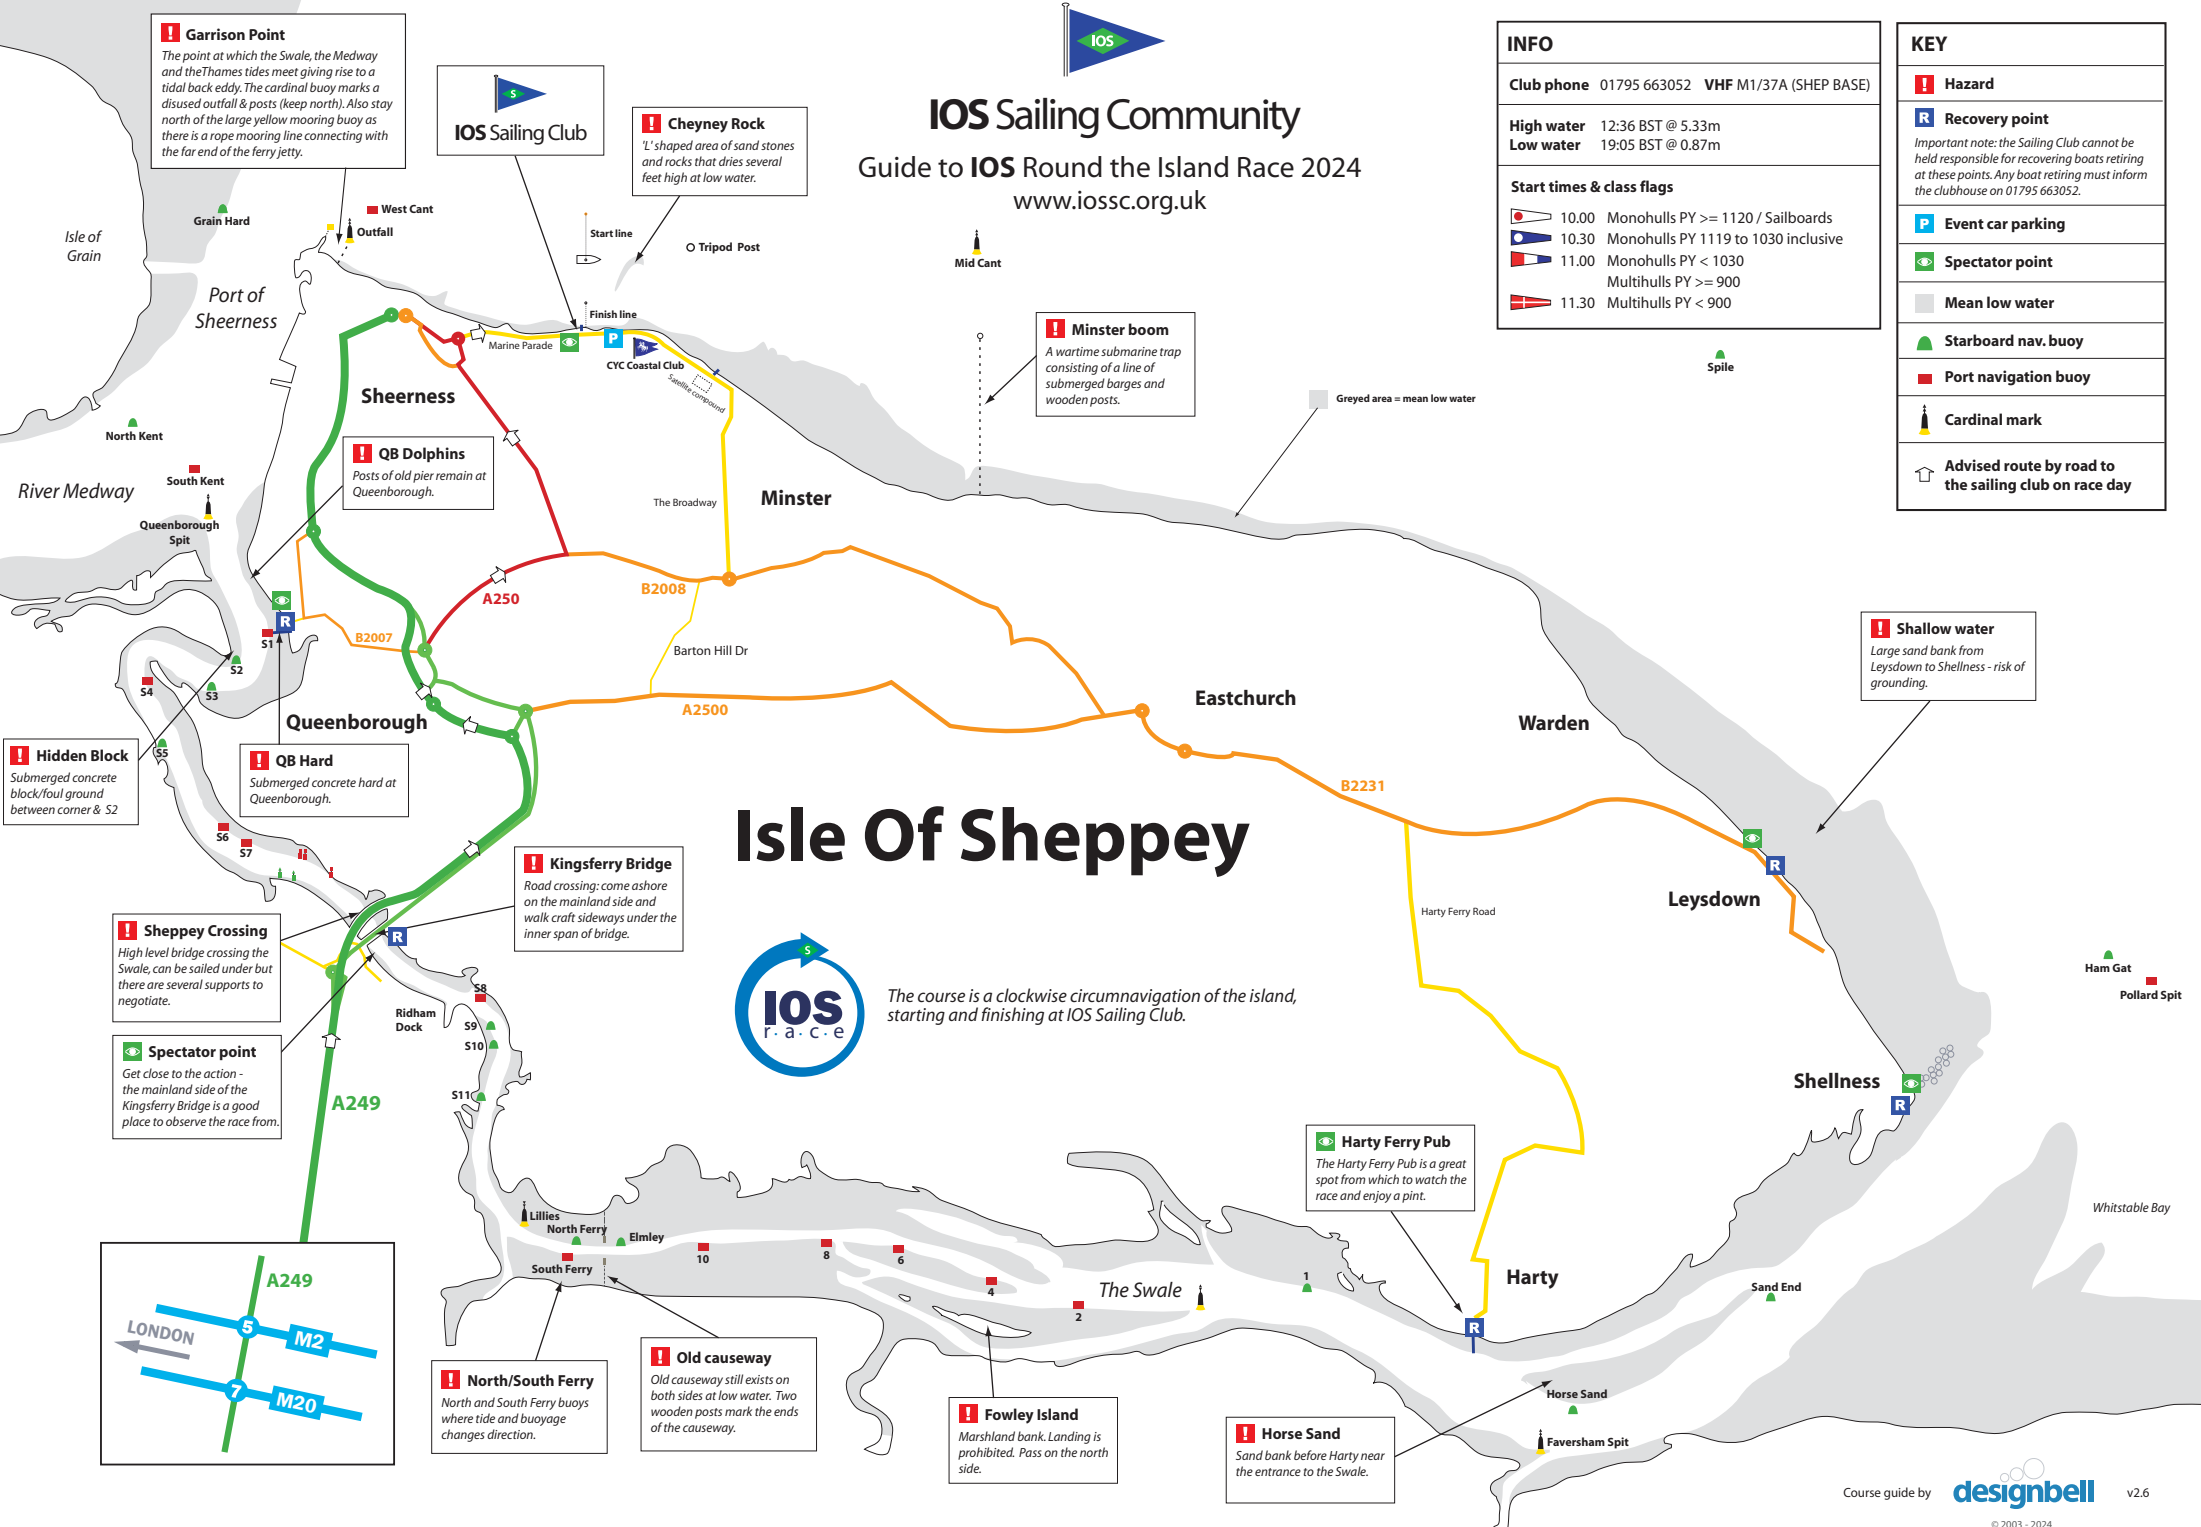 Garrison Point
The point at which the Swale, the Medway
and theThames tides meet giving rise to a
tidal back eddy. The cardinal buoy marks a
disused outfall & posts (keep north). Also stay
north of the large yellow mooring buoy as
there is a rope mooring line connecting with
the far end of the ferry jetty.
S
IOS Sailing Club
Cheyney Rock
'L' shaped area of sand stones
and rocks that dries several
feet high at low water.
IOS
IOS Sailing Community
Guide to IOS Round the Island Race 2024
www.iossc.org.uk
INFO
Club phone 01795 663052 VHF M1/37A (SHEP BASE)
High water 12:36 BST @ 5.33m
Low water 19:05 BST @ 0.87m
Start times & class flags
10.00 Monohulls PY >= 1120 / Sailboards
10.30 Monohulls PY 1119 to 1030 inclusive
11.00 Monohulls PY < 1030
Multihulls PY >= 900
11.30 Multihulls PY < 900
KEY
Hazard
R Recovery point
Important note: the Sailing Club cannot be
held responsible for recovering boats retiring
at these points. Any boat retiring must inform
the clubhouse on 01795 663052.
P Event car parking
Spectator point
Mean low water
Starboard nav. buoy
Port navigation buoy
Cardinal mark
Advised route by road to
the sailing club on race day
Grain Hard
West Cant
Outfall
Isle of
Grain
Port of
Sheerness
Start line
Tripod Post
Mid Cant
Finish line
Marine Parade
P
CYC Coastal Club
Satellite compound
Minster boom
A wartime submarine trap
consisting of a line of
submerged barges and
wooden posts.
Spile
Greyed area = mean low water
Sheerness
North Kent
QB Dolphins
Posts of old pier remain at
Queenborough.
South Kent
River Medway
Queenborough
Spit
The Broadway
Minster
A250
B2008
B2007
Barton Hill Dr
R
S1
S2
S3
S4
S5
A2500
Queenborough
Eastchurch
Warden
Shallow water
Large sand bank from
Leysdown to Shellness - risk of
grounding.
Hidden Block
Submerged concrete
block/foul ground
between corner & S2
QB Hard
Submerged concrete hard at
Queenborough.
B2231
Isle Of Sheppey
S6
S7
Kingsferry Bridge
Road crossing: come ashore
on the mainland side and
walk craft sideways under the
inner span of bridge.
R
Leysdown
Harty Ferry Road
Sheppey Crossing
High level bridge crossing the
Swale, can be sailed under but
there are several supports to
negotiate.
R
S
IOS
r·a·c·e
The course is a clockwise circumnavigation of the island,
starting and finishing at IOS Sailing Club.
Ham Gat
Pollard Spit
S8
Ridham
Dock
S9
S10
S11
Spectator point
Get close to the action -
the mainland side of the
Kingsferry Bridge is a good
place to observe the race from.
A249
Shellness
R
Harty Ferry Pub
The Harty Ferry Pub is a great
spot from which to watch the
race and enjoy a pint.
Whitstable Bay
Lillies
North Ferry
Elmley
South Ferry
10
8
6
4
2
The Swale
1
Harty
Sand End
R
A249
LONDON
5
M2
7
M20
North/South Ferry
North and South Ferry buoys
where tide and buoyage
changes direction.
Old causeway
Old causeway still exists on
both sides at low water. Two
wooden posts mark the ends
of the causeway.
Fowley Island
Marshland bank. Landing is
prohibited. Pass on the north
side.
Horse Sand
Sand bank before Harty near
the entrance to the Swale.
Horse Sand
Faversham Spit
Course guide by designbell v2.6
© 2003 - 2024